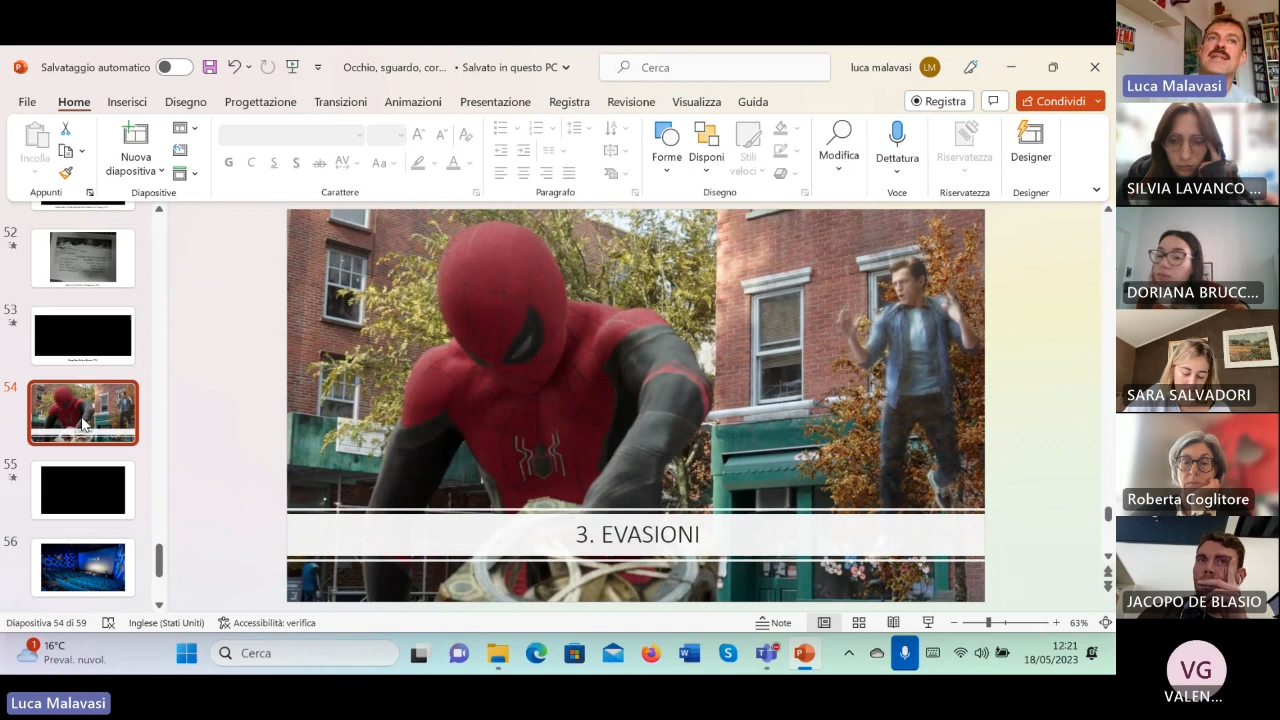 Salvataggio automatico
Occhio, sguardo, cor... • Salvato in questo PC
Cerca
luca malavasi
LM
File Home Inserisci Disegno Progettazione Transizioni Animazioni Presentazione Registra Revisione Visualizza Guida
Registra
Condividi
Incolla
Nuova diapositiva
G C S S ab AV Aa A
Forme
Disponi
Stili veloci
Modifica
Dettatura
Riservatezza
Designer
Appunti
Diapositive
Carattere
Paragrafo
Disegno
Voce
Riservatezza
Designer
52
53
54
55
56
3. EVASIONI
Diapositiva 54 di 59
Inglese (Stati Uniti)
Accessibilità: verifica
Note
63%
1
16°C
Preval. nuvol
Cerca
12:21
18/05/2023
Luca Malavasi
Luca Malavasi
SILVIA LAVANCO ...
DORIANA BRUCC...
SARA SALVADORI
Roberta Coglitore
JACOPO DE BLASIO
VG
VALEN...